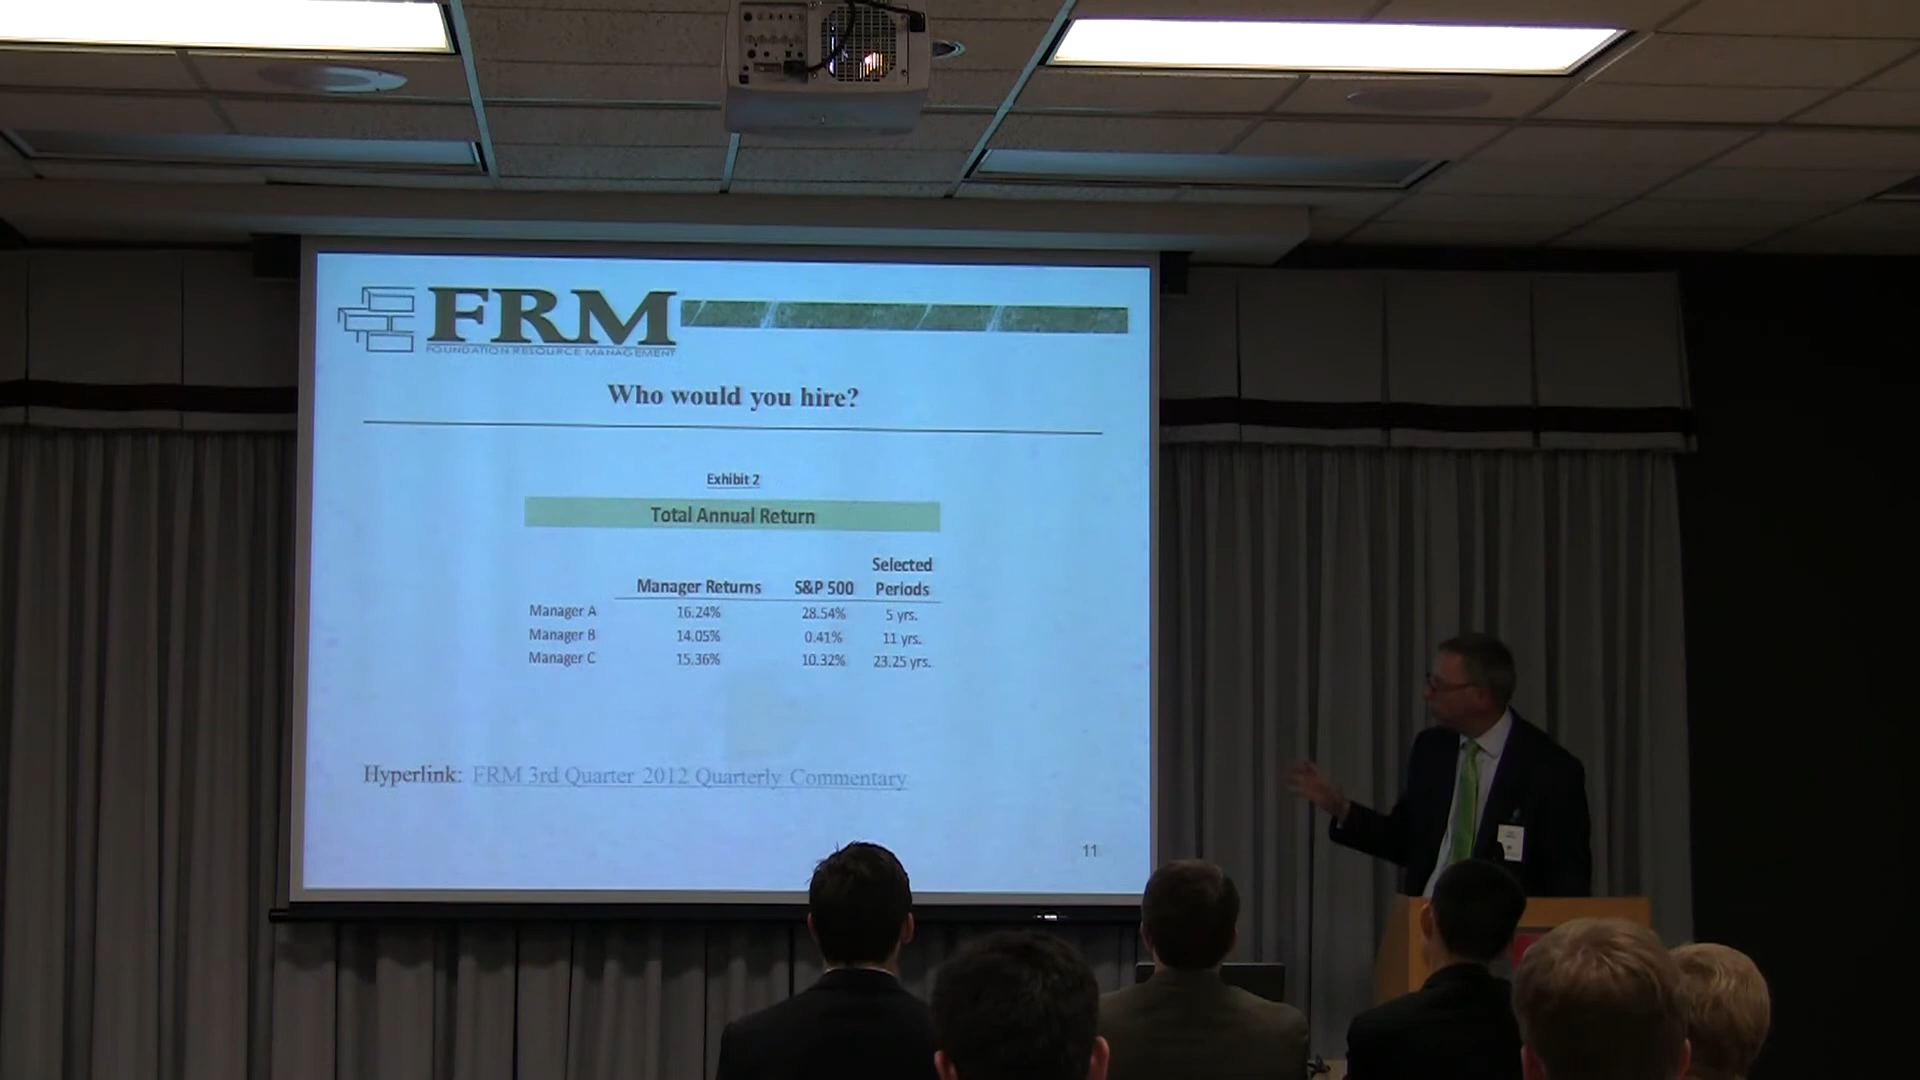 FRM
FOUNDATION RESOURCE MANAGEMENT
Who would you hire?
Exhibit 2
Total Annual Return
Manager Returns S&P 500 Selected Periods
Manager A 16.24% 28.54% 5 yrs.
Manager B 14.05% 0.41% 11 yrs.
Manager C 15.36% 10.32% 23.25 yrs.
Hyperlink: FRM 3rd Quarter 2012 Quarterly Commentary
11